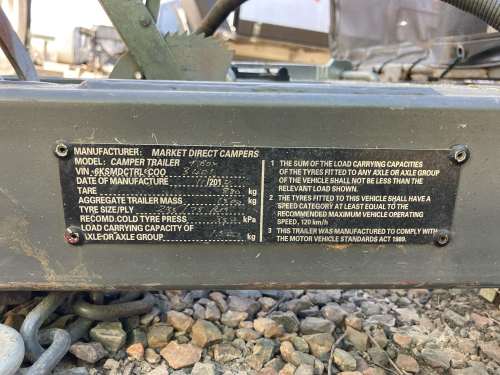 MANUFACTURER: MARKET DIRECT CAMPERS
MODEL: CAMPER TRAILER
VIN 6KSMDCTRL COO
DATE OF MANUFACTURE /201
TARE kg
AGGREGATE TRAILER MASS kg
TYRE SIZE/PLY
RECOMD.COLD TYRE PRESS kPa
LOAD CARRYING CAPACITY OF
AXLE OR AXLE GROUP kg
1 THE SUM OF THE LOAD CARRYING CAPACITIES
OF THE TYRES FITTED TO ANY AXLE OR AXLE GROUP
OF THE VEHICLE SHALL NOT BE LESS THAN THE
RELEVANT LOAD SHOWN.
2 THE TYRES FITTED TO THIS VEHICLE SHALL HAVE A
SPEED CATEGORY AT LEAST EQUAL TO THE
RECOMMENDED MAXIMUM VEHICLE OPERATING
SPEED, 120 km/h
3 THIS TRAILER WAS MANUFACTURED TO COMPLY WITH
THE MOTOR VEHICLE STANDARDS ACT 1989.